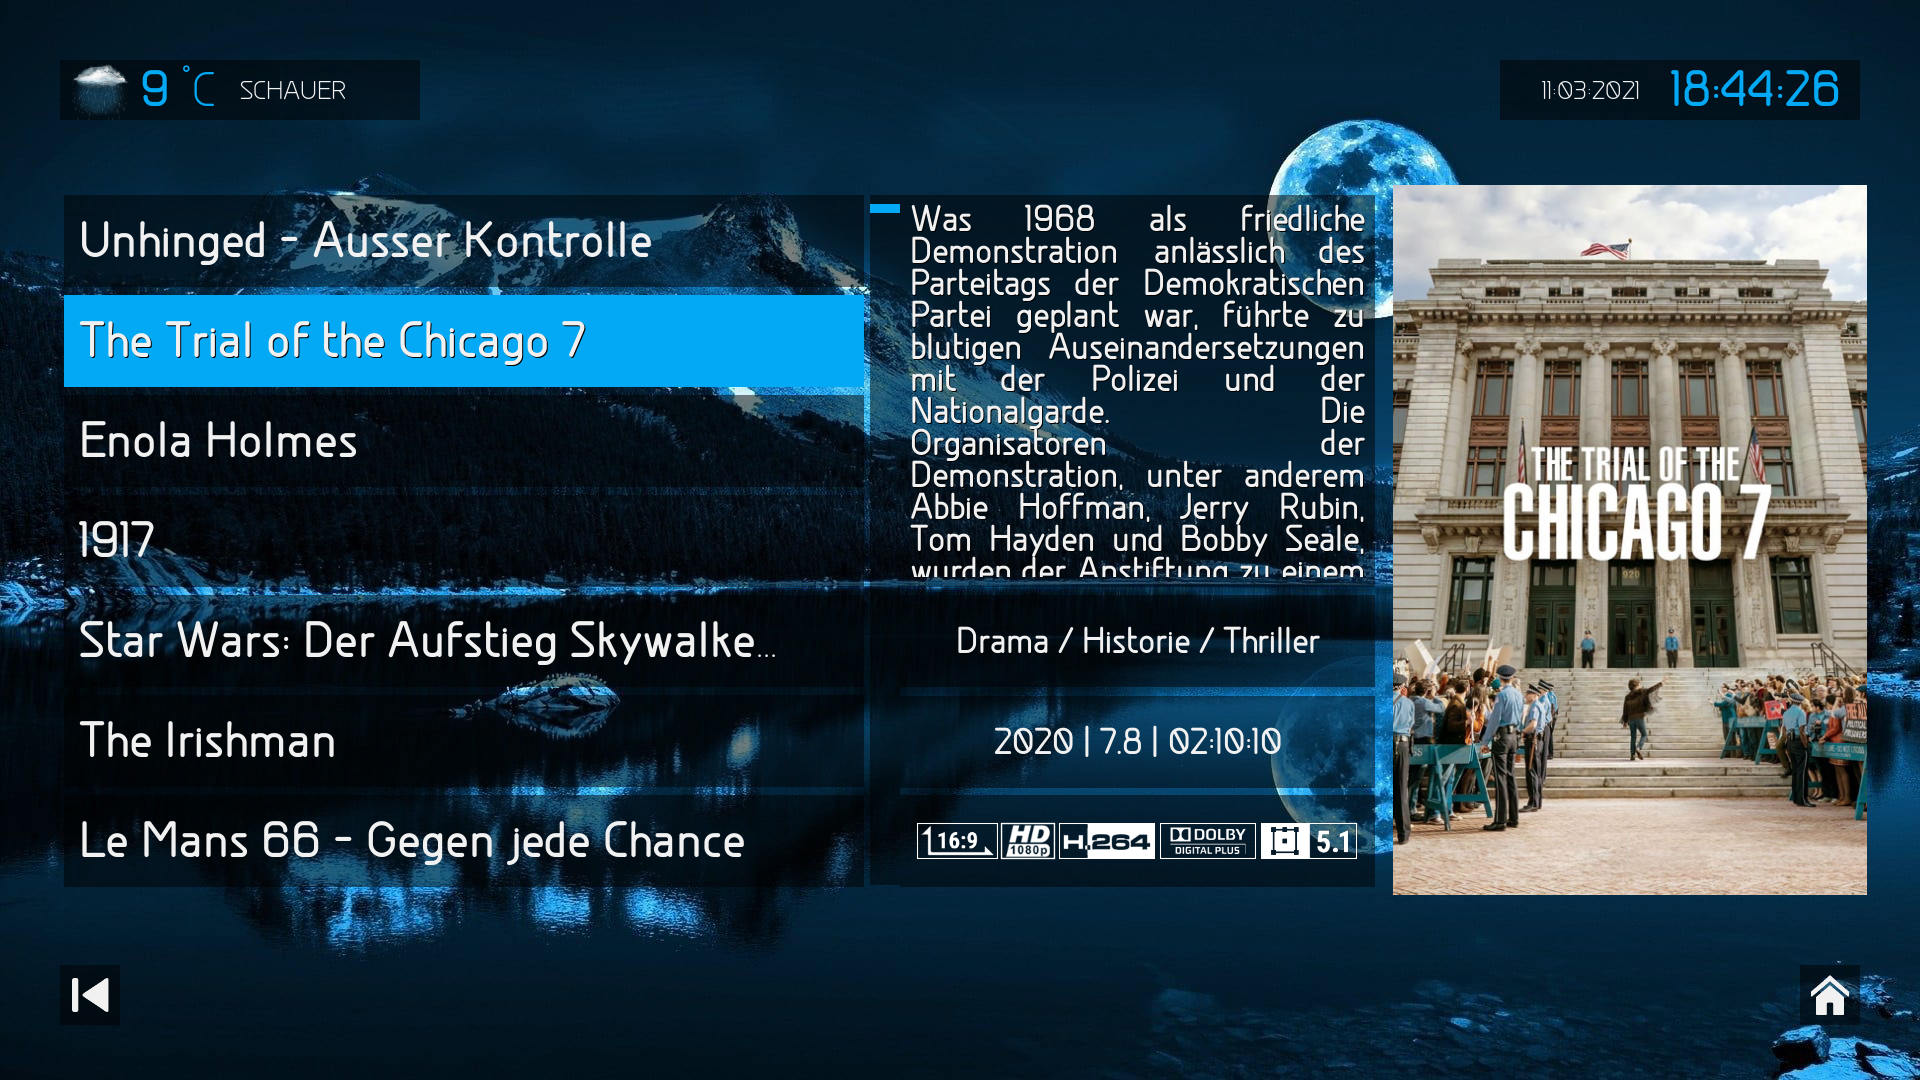 9 °C SCHAUER
11:03:2021 18:44:26
Unhinged - Ausser Kontrolle
The Trial of the Chicago 7
Enola Holmes
1917
Star Wars: Der Aufstieg Skywalke...
The Irishman
Le Mans 66 - Gegen jede Chance
Was 1968 als friedliche
Demonstration anlässlich des
Parteitags der Demokratischen
Partei geplant war, führte zu
blutigen Auseinandersetzungen
mit der Polizei und der
Nationalgarde. Die
Organisatoren der
Demonstration, unter anderem
Abbie Hoffman, Jerry Rubin,
Tom Hayden und Bobby Seale,
wurden der Anstiftung zu einem
Drama / Historie / Thriller
2020 | 7.8 | 02:10:10
16:9
HD
1080p
H.264
DOLBY
DIGITAL PLUS
5.1
THE TRIAL OF THE
CHICAGO 7
920